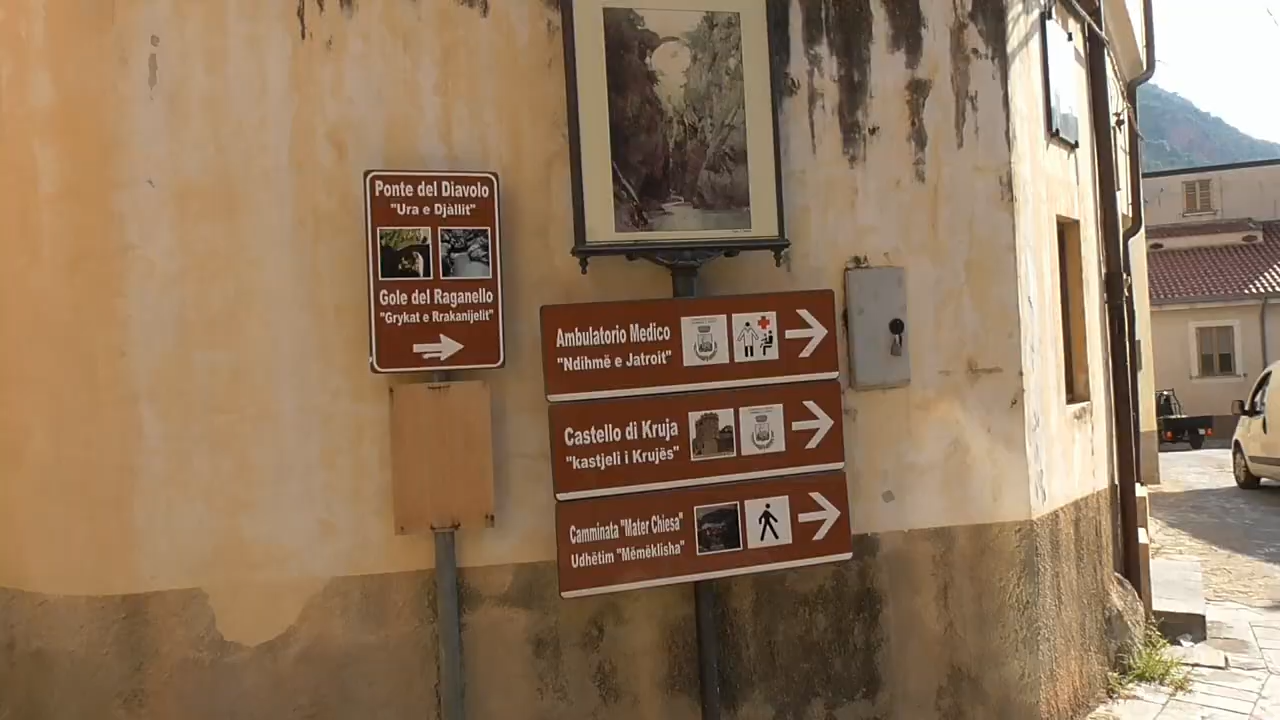 Ponte del Diavolo
"Ura e Djàllit"
Gole del Raganello
"Grykat e Rrakanijelit"
Ambulatorio Medico
"Ndihmë e Jatroit"
Castello di Kruja
"kastjeli i Krujës"
Camminata "Mater Chiesa"
Udhëtim "Mëmëklisha"